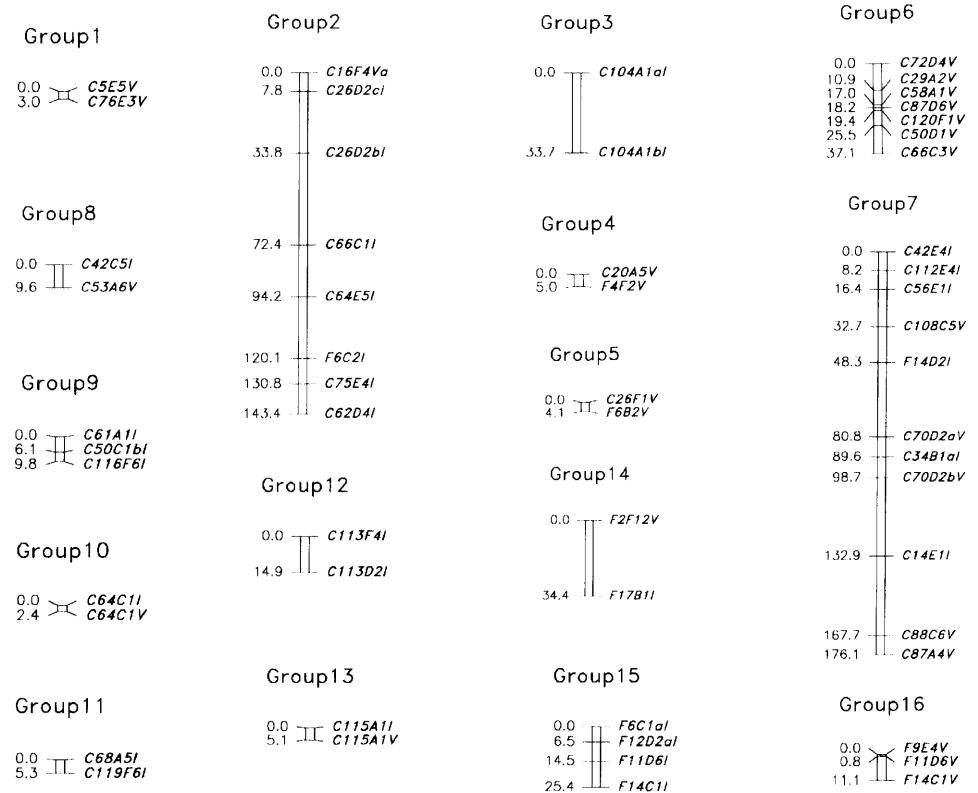 Group1
0.0 C5E5V
3.0 C76E3V
Group8
0.0 C42C5I
9.6 C53A6V
Group9
0.0 C61A1I
6.1 C50C1bI
9.8 C116F6I
Group10
0.0 C64C1I
2.4 C64C1V
Group11
0.0 C68A5I
5.3 C119F6I
Group2
0.0 C16F4Va
7.8 C26D2cI
33.8 C26D2bI
72.4 C66C1I
94.2 C64E5I
120.1 F6C2I
130.8 C75E4I
143.4 C62D4I
Group12
0.0 C113F4I
14.9 C113D2I
Group13
0.0 C115A1I
5.1 C115A1V
Group3
0.0 C104A1aI
33.7 C104A1bI
Group4
0.0 C20A5V
5.0 F4F2V
Group5
0.0 C26F1V
4.1 F6B2V
Group14
0.0 F2F12V
34.4 F17B1I
Group15
0.0 F6C1aI
6.5 F12D2aI
14.5 F11D6I
25.4 F14C1I
Group6
0.0 C72D4V
10.9 C29A2V
17.0 C58A1V
18.2 C87D6V
19.4 C120F1V
25.5 C50D1V
37.1 C66C3V
Group7
0.0 C42E4I
8.2 C112E4I
16.4 C56E1I
32.7 C108C5V
48.3 F14D2I
80.8 C70D2aV
89.6 C34B1aI
98.7 C70D2bV
132.9 C14E1I
167.7 C88C6V
176.1 C87A4V
Group16
0.0 F9E4V
0.8 F11D6V
11.1 F14C1V